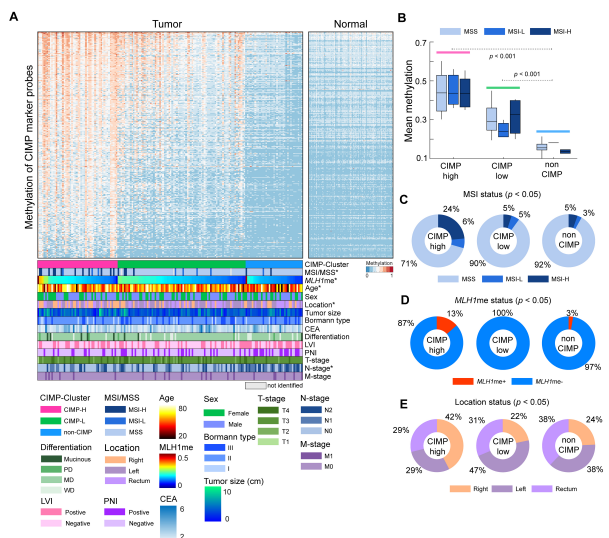 A
Tumor
Normal
Methylation of CIMP marker probes
Methylation
0
1
CIMP-Cluster
MSI/MSS*
MLH1me*
Age*
Sex
Location*
Tumor size
Bormann type
CEA
Differentiation
LVI
PNI
T-stage
N-stage*
M-stage
not identified
CIMP-Cluster
CIMP-H
CIMP-L
non-CIMP
MSI/MSS
MSI-H
MSI-L
MSS
Age
80
20
Sex
Female
Male
T-stage
T4
T3
T2
T1
N-stage
N2
N1
N0
Differentiation
Mucinous
PD
MD
WD
Location
Right
Left
Rectum
MLH1me
0.5
0
Bormann type
III
II
I
M-stage
M1
M0
LVI
Postive
Negative
PNI
Postive
Negative
CEA
6
2
Tumor size (cm)
10
0
B
MSS
MSI-L
MSI-H
p < 0.001
p < 0.001
Mean methylation
0.7
0.5
0.3
0.1
CIMP high
CIMP low
non CIMP
C
MSI status (p < 0.05)
24%
6%
71%
CIMP high
5%
5%
90%
CIMP low
5%
3%
92%
non CIMP
MSS
MSI-L
MSI-H
D
MLH1me status (p < 0.05)
87%
13%
CIMP high
100%
CIMP low
3%
97%
non CIMP
MLH1me+
MLH1me-
E
Location status (p < 0.05)
42%
29%
29%
CIMP high
31%
22%
47%
CIMP low
38%
24%
38%
non CIMP
Right
Left
Rectum